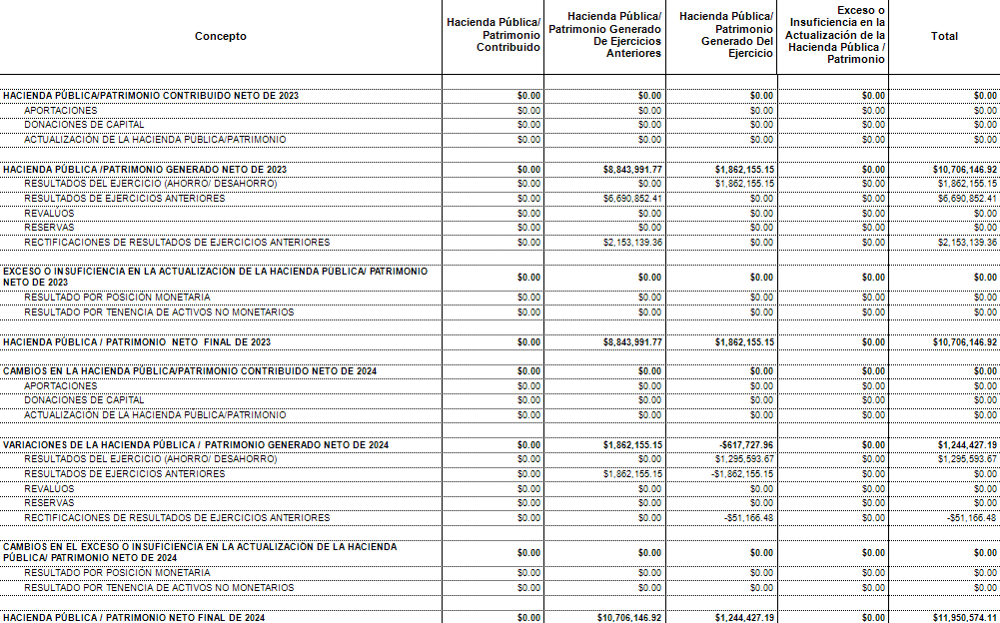 Concepto
Hacienda Pública/
Patrimonio
Contribuido
Hacienda Pública/
Patrimonio Generado
De Ejercicios
Anteriores
Hacienda Pública/
Patrimonio
Generado Del
Ejercicio
Exceso o
Insuficiencia en la
Actualización de la
Hacienda Pública /
Patrimonio
Total
HACIENDA PÚBLICA/PATRIMONIO CONTRIBUIDO NETO DE 2023 $0.00 $0.00 $0.00 $0.00 $0.00
APORTACIONES $0.00 $0.00 $0.00 $0.00 $0.00
DONACIONES DE CAPITAL $0.00 $0.00 $0.00 $0.00 $0.00
ACTUALIZACIÓN DE LA HACIENDA PÚBLICA/PATRIMONIO $0.00 $0.00 $0.00 $0.00 $0.00
HACIENDA PÚBLICA /PATRIMONIO GENERADO NETO DE 2023 $0.00 $8,843,991.77 $1,862,155.15 $0.00 $10,706,146.92
RESULTADOS DEL EJERCICIO (AHORRO/ DESAHORRO) $0.00 $0.00 $1,862,155.15 $0.00 $1,862,155.15
RESULTADOS DE EJERCICIOS ANTERIORES $0.00 $6,690,852.41 $0.00 $0.00 $6,690,852.41
REVALÚOS $0.00 $0.00 $0.00 $0.00 $0.00
RESERVAS $0.00 $0.00 $0.00 $0.00 $0.00
RECTIFICACIONES DE RESULTADOS DE EJERCICIOS ANTERIORES $0.00 $2,153,139.36 $0.00 $0.00 $2,153,139.36
EXCESO O INSUFICIENCIA EN LA ACTUALIZACIÓN DE LA HACIENDA PÚBLICA/ PATRIMONIO
NETO DE 2023 $0.00 $0.00 $0.00 $0.00 $0.00
RESULTADO POR POSICIÓN MONETARIA $0.00 $0.00 $0.00 $0.00 $0.00
RESULTADO POR TENENCIA DE ACTIVOS NO MONETARIOS $0.00 $0.00 $0.00 $0.00 $0.00
HACIENDA PÚBLICA / PATRIMONIO NETO FINAL DE 2023 $0.00 $8,843,991.77 $1,862,155.15 $0.00 $10,706,146.92
CAMBIOS EN LA HACIENDA PÚBLICA/PATRIMONIO CONTRIBUIDO NETO DE 2024 $0.00 $0.00 $0.00 $0.00 $0.00
APORTACIONES $0.00 $0.00 $0.00 $0.00 $0.00
DONACIONES DE CAPITAL $0.00 $0.00 $0.00 $0.00 $0.00
ACTUALIZACIÓN DE LA HACIENDA PÚBLICA/PATRIMONIO $0.00 $0.00 $0.00 $0.00 $0.00
VARIACIONES DE LA HACIENDA PÚBLICA / PATRIMONIO GENERADO NETO DE 2024 $0.00 $1,862,155.15 -$617,727.96 $0.00 $1,244,427.19
RESULTADOS DEL EJERCICIO (AHORRO/ DESAHORRO) $0.00 $0.00 $1,295,593.67 $0.00 $1,295,593.67
RESULTADOS DE EJERCICIOS ANTERIORES $0.00 $1,862,155.15 -$1,862,155.15 $0.00 $0.00
REVALÚOS $0.00 $0.00 $0.00 $0.00 $0.00
RESERVAS $0.00 $0.00 $0.00 $0.00 $0.00
RECTIFICACIONES DE RESULTADOS DE EJERCICIOS ANTERIORES $0.00 $0.00 -$51,166.48 $0.00 -$51,166.48
CAMBIOS EN EL EXCESO O INSUFICIENCIA EN LA ACTUALIZACIÓN DE LA HACIENDA
PÚBLICA/ PATRIMONIO NETO DE 2024 $0.00 $0.00 $0.00 $0.00 $0.00
RESULTADO POR POSICIÓN MONETARIA $0.00 $0.00 $0.00 $0.00 $0.00
RESULTADO POR TENENCIA DE ACTIVOS NO MONETARIOS $0.00 $0.00 $0.00 $0.00 $0.00
HACIENDA PÚBLICA / PATRIMONIO NETO FINAL DE 2024 $0.00 $10,706,146.92 $1,244,427.19 $0.00 $11,950,574.11